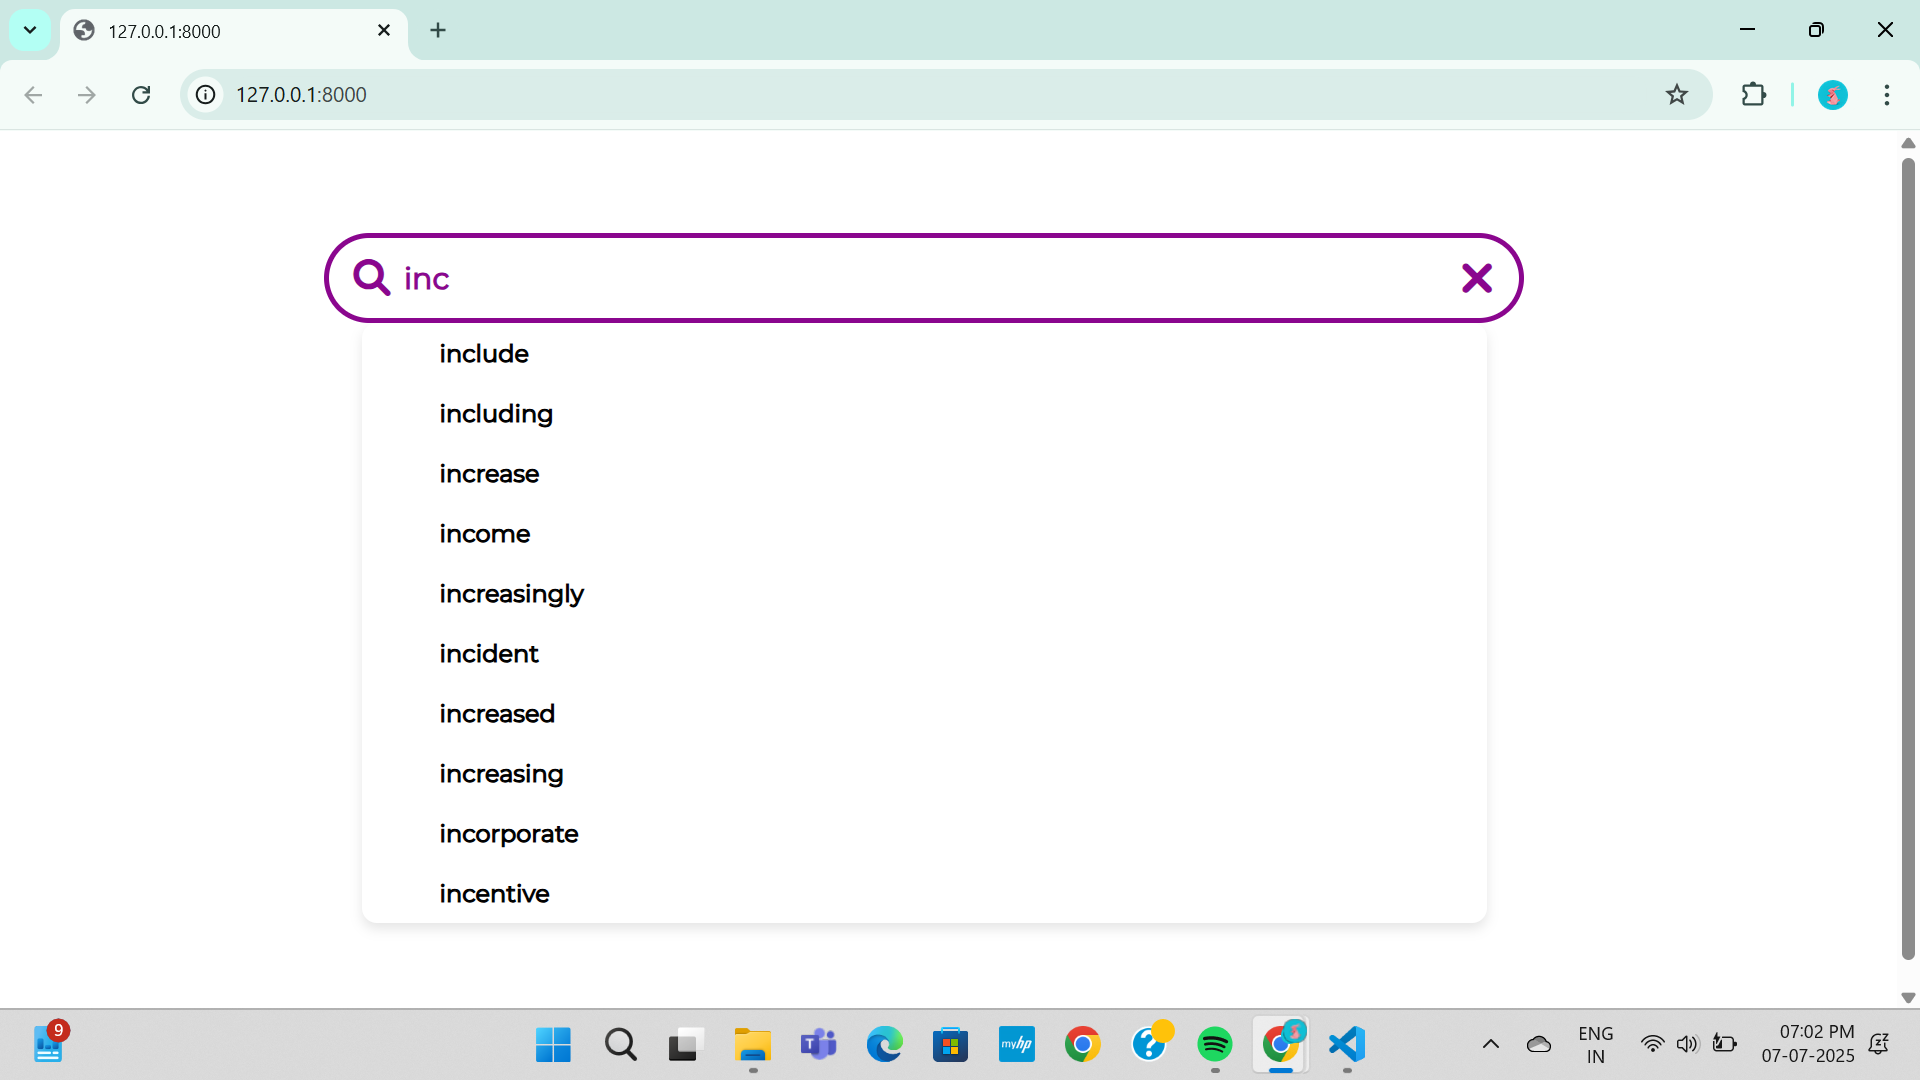 127.0.0.1:8000
127.0.0.1:8000
inc
include
including
increase
income
increasingly
incident
increased
increasing
incorporate
incentive
9
T
myhp
?
ENG
IN
07:02 PM
07-07-2025